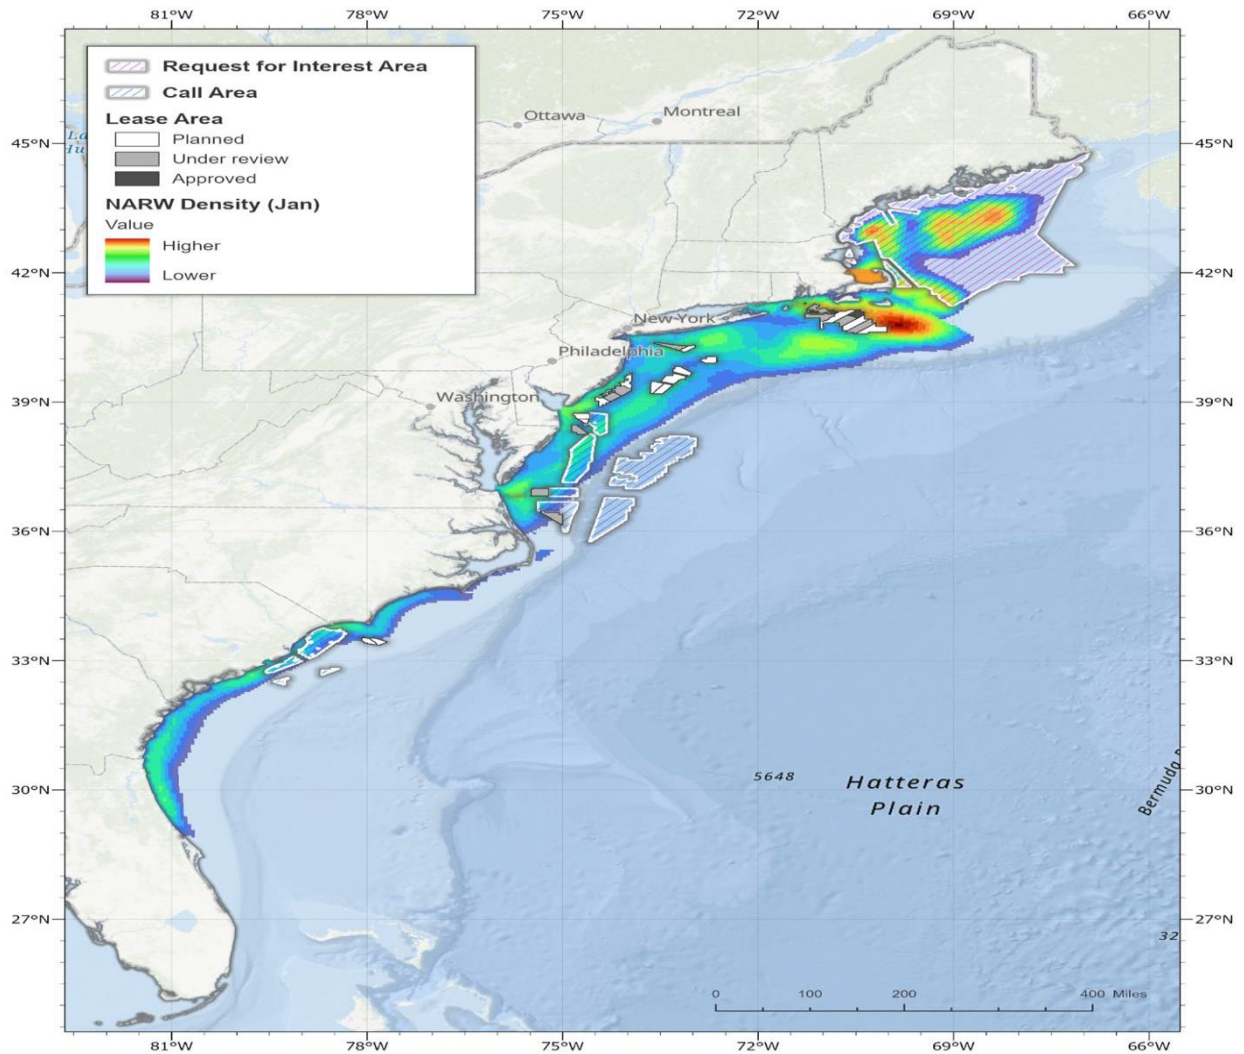 81°W 78°W 75°W 72°W 69°W 66°W
Request for Interest Area
Call Area
Lease Area
Planned
Under review
Approved
NARW Density (Jan)
Value
Higher
Lower
Ottawa
Montreal
45°N 45°N
42°N 42°N
New York
Philadelphia
Washington
39°N 39°N
36°N 36°N
33°N 33°N
5648
Hatteras
Plain
30°N 30°N
Bermuda
27°N 27°N
32
0 100 200 400 Miles
81°W 78°W 75°W 72°W 69°W 66°W